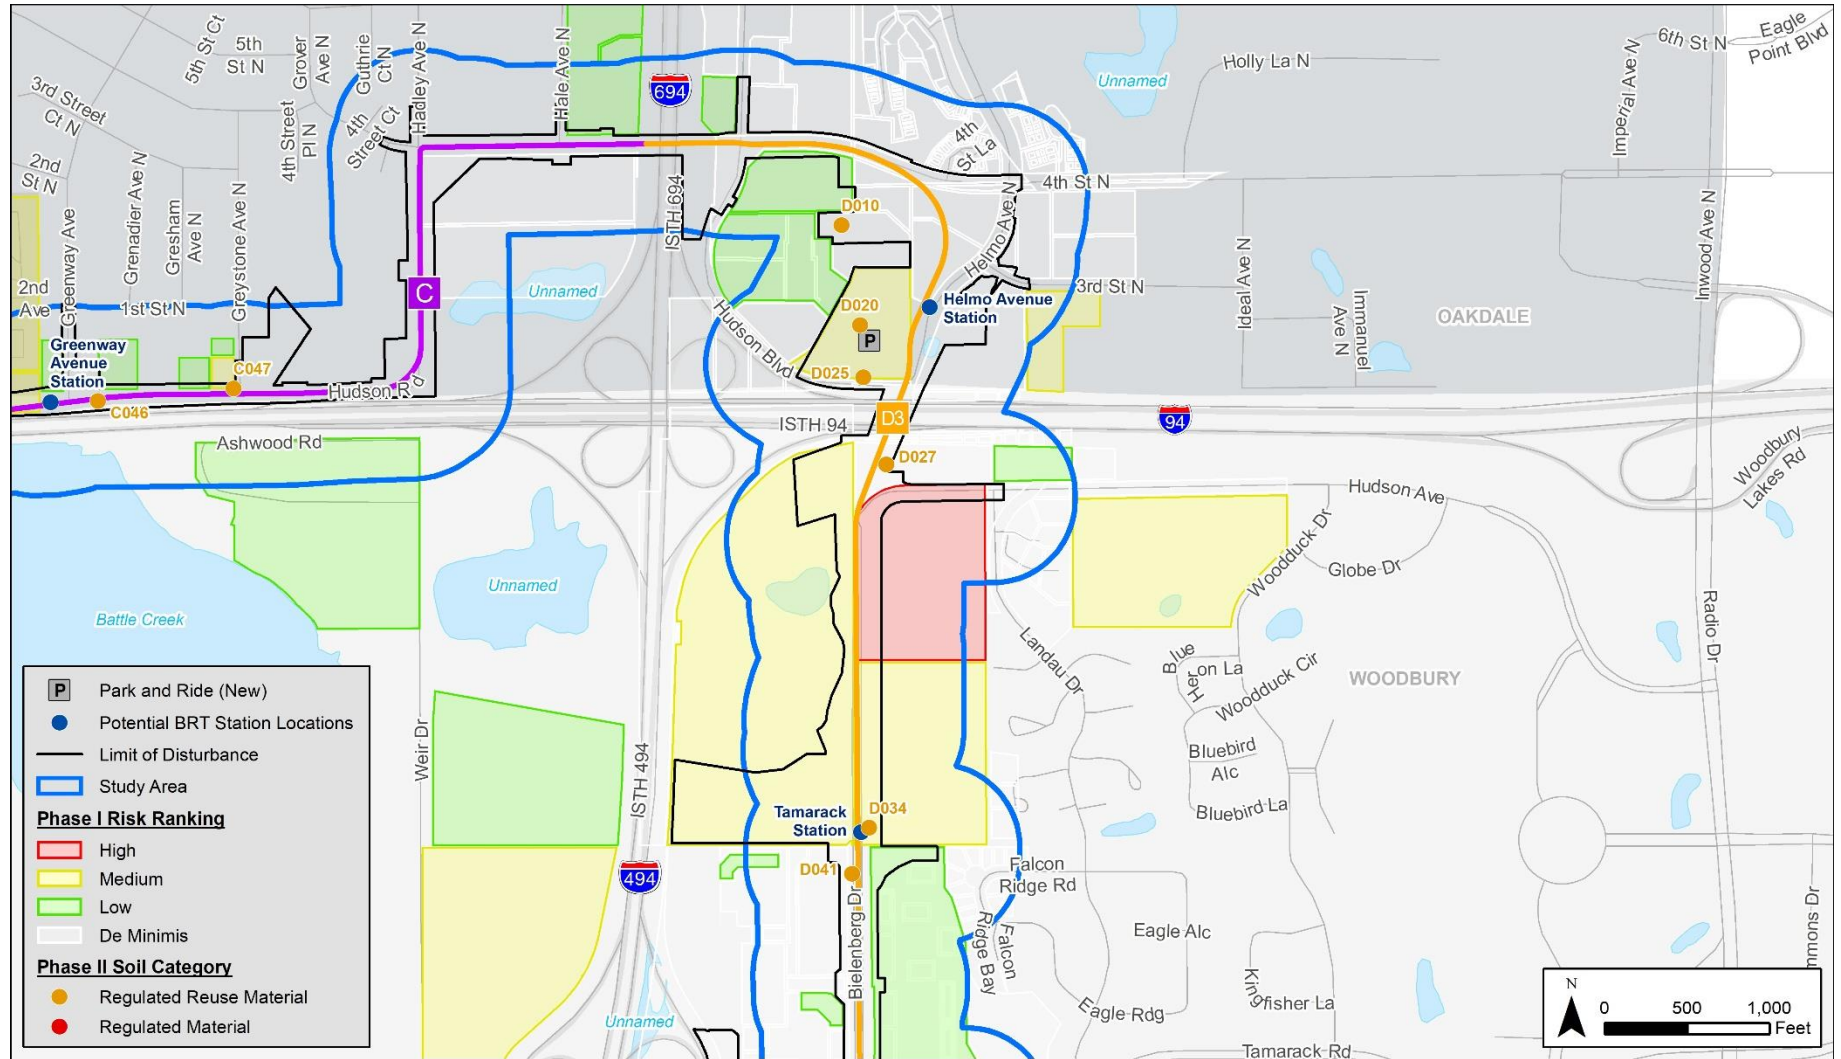 5th St Ct
5th
St N
Grover
Ave N
Guthrie
Ct N
Hadley Ave N
Hale Ave N
694
Unnamed
Holly La N
Imperial Ave N
6th St N
Eagle
Point Blvd
3rd Street
Ct N
4th Street
Pl N
4th
Street Ct
4th
St La
2nd
St N
Grenadier Ave N
Gresham
Ave N
Greystone Ave N
Greenway Ave
ISTH 694
4th St N
D010
Helmo Ave N
Inwood Ave N
2nd
Ave
1st St N
C
Unnamed
3rd St N
Ideal Ave N
Immanuel
Ave N
OAKDALE
Helmo Avenue
Station
D020
P
Hudson Blvd
Greenway
Avenue
Station
C047
C046
Hudson Rd
D025
D3
ISTH 94
94
Ashwood Rd
D027
Woodbury
Lakes Rd
Hudson Ave
Woodduck Dr
Globe Dr
Unnamed
Battle Creek
Radio Dr
Landau Dr
Blue
Her
on La
Woodduck Cir
WOODBURY
Weir Dr
ISTH 494
Bluebird
Alc
Bluebird La
Tamarack
Station
D034
D041
494
Falcon
Ridge Rd
Bielenberg Dr
Falcon
Ridge Bay
Eagle Alc
King
fisher La
Eagle Rdg
Unnamed
Tamarack Rd
mmons Dr
P
Park and Ride (New)
Potential BRT Station Locations
Limit of Disturbance
Study Area
Phase I Risk Ranking
High
Medium
Low
De Minimis
Phase II Soil Category
Regulated Reuse Material
Regulated Material
N
0 500 1,000
Feet